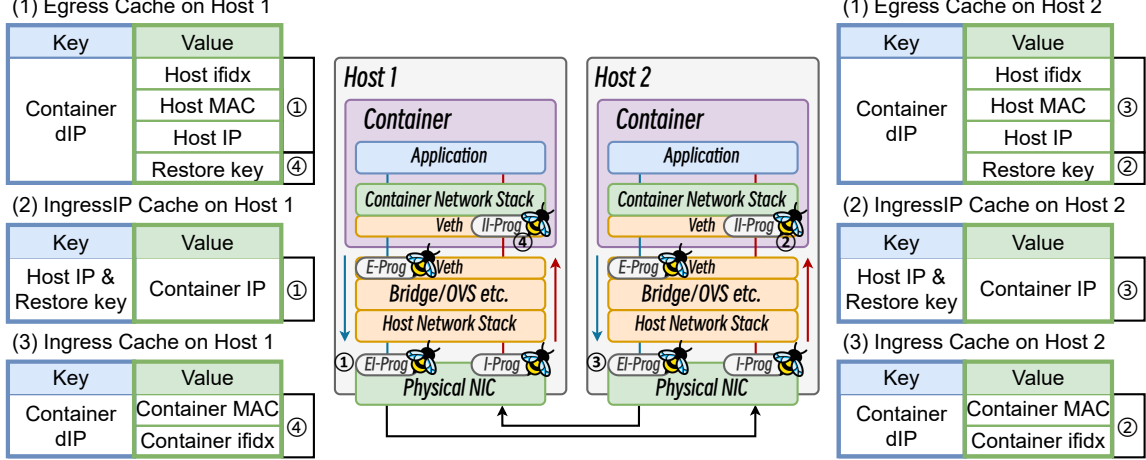 (1) Egress Cache on Host 1
Key
Value
Container
dIP
Host ifidx
Host MAC
Host IP
Restore key
①
④
(2) IngressIP Cache on Host 1
Key
Value
Host IP &
Restore key
Container IP
①
(3) Ingress Cache on Host 1
Key
Value
Container
dIP
Container MAC
Container ifidx
④
Host 1
Container
Application
Container Network Stack
Veth
II-Prog
④
E-Prog
Veth
Bridge/OVS etc.
Host Network Stack
①
EI-Prog
I-Prog
Physical NIC
Host 2
Container
Application
Container Network Stack
Veth
II-Prog
②
E-Prog
Veth
Bridge/OVS etc.
Host Network Stack
③
EI-Prog
I-Prog
Physical NIC
(1) Egress Cache on Host 2
Key
Value
Container
dIP
Host ifidx
Host MAC
Host IP
Restore key
③
②
(2) IngressIP Cache on Host 2
Key
Value
Host IP &
Restore key
Container IP
③
(3) Ingress Cache on Host 2
Key
Value
Container
dIP
Container MAC
Container ifidx
②